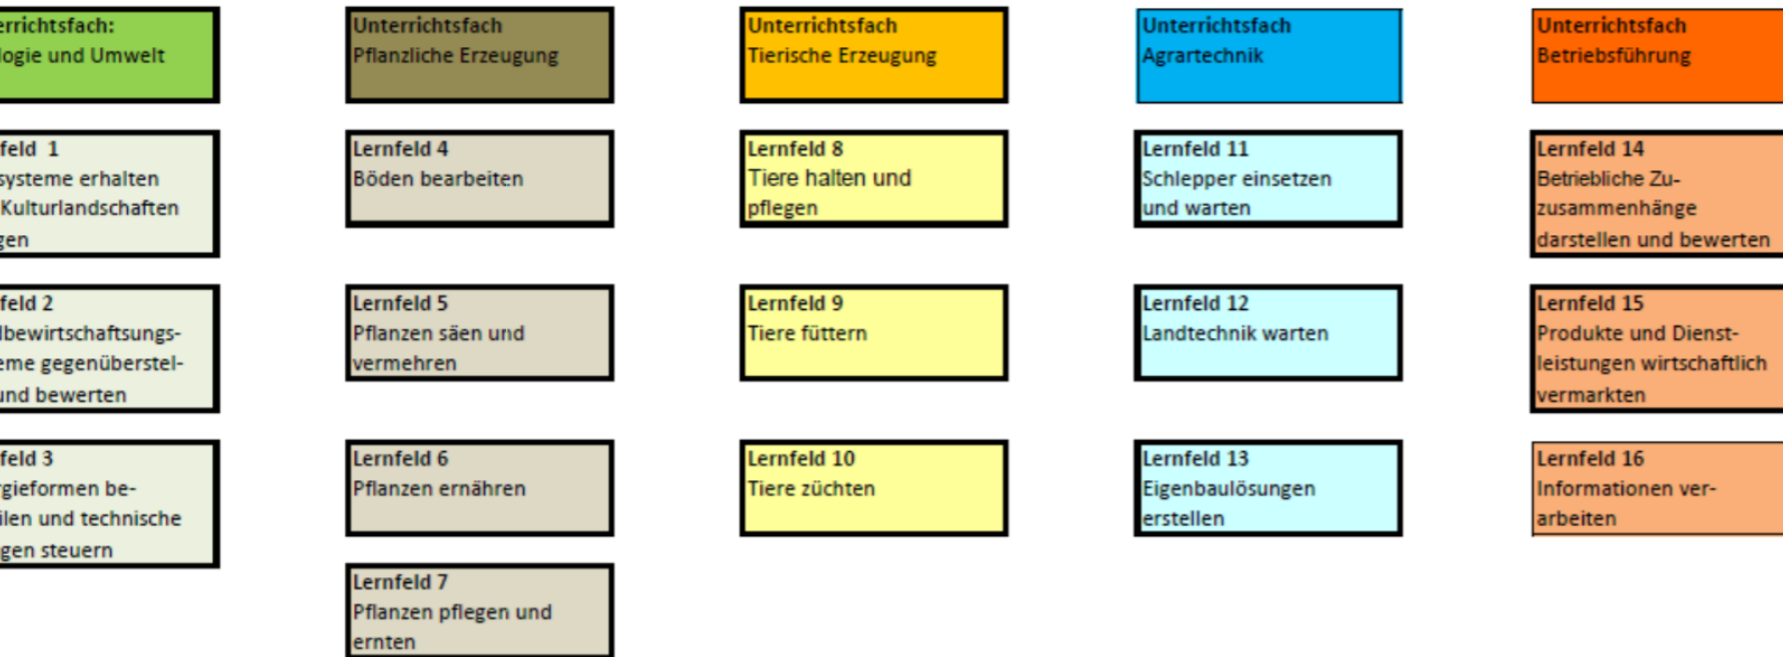 errichtsfach:
logie und Umwelt
Unterrichtsfach
Pflanzliche Erzeugung
Unterrichtsfach
Tierische Erzeugung
Unterrichtsfach
Agrartechnik
Unterrichtsfach
Betriebsführung
feld 1
systeme erhalten
Kulturlandschaften
gen
Lernfeld 4
Böden bearbeiten
Lernfeld 8
Tiere halten und
pflegen
Lernfeld 11
Schlepper einsetzen
und warten
Lernfeld 14
Betriebliche Zu-
zusammenhänge
darstellen und bewerten
feld 2
lbewirtschaftsungs-
eme gegenüberstel-
und bewerten
Lernfeld 5
Pflanzen säen und
vermehren
Lernfeld 9
Tiere füttern
Lernfeld 12
Landtechnik warten
Lernfeld 15
Produkte und Dienst-
leistungen wirtschaftlich
vermarkten
feld 3
gieformen be-
ilen und technische
gen steuern
Lernfeld 6
Pflanzen ernähren
Lernfeld 10
Tiere züchten
Lernfeld 13
Eigenbaulösungen
erstellen
Lernfeld 16
Informationen ver-
arbeiten
Lernfeld 7
Pflanzen pflegen und
ernten